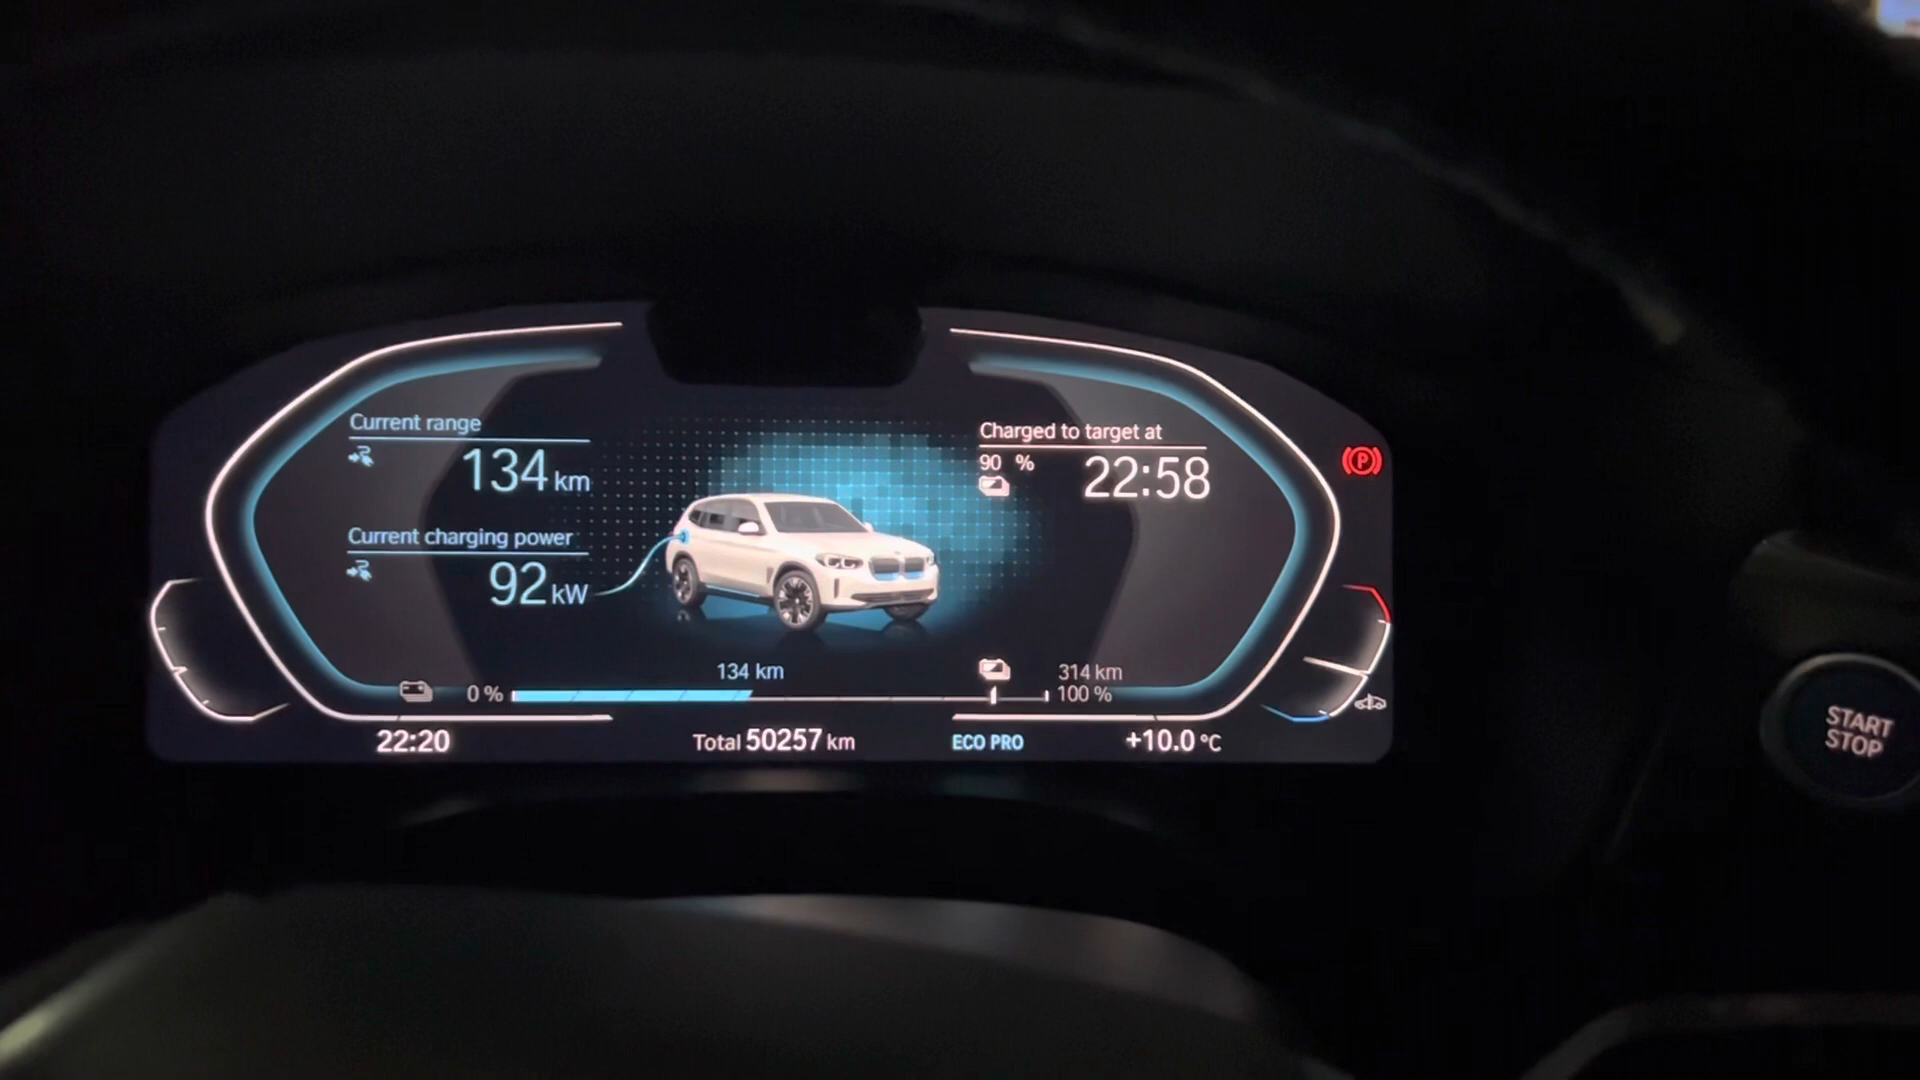 Current range
134 km
Current charging power
92 kW
Charged to target at
90 %
22:58
P
134 km
314 km
0 %
100 %
22:20
Total 50257 km
ECO PRO
+10.0 °C
START
STOP